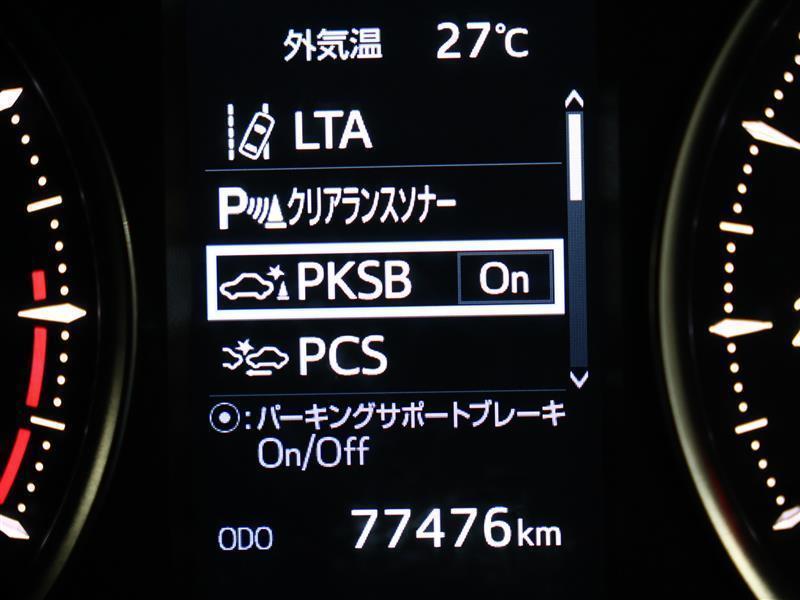 外気温 27℃
LTA
Pクリアランスソナー
PKSB On
PCS
⦿:パーキングサポートブレーキ
On/Off
ODO 77476km